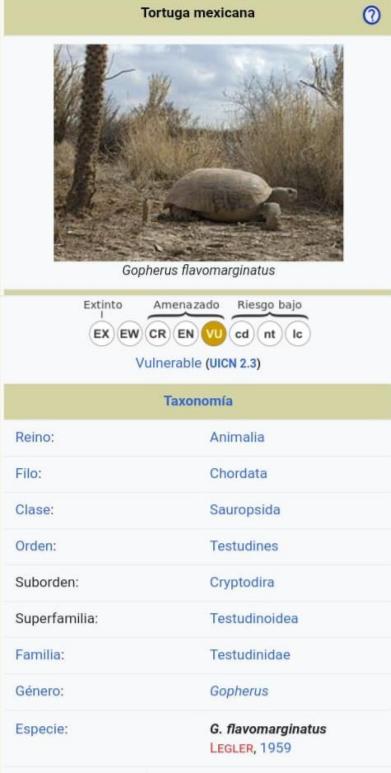 Tortuga mexicana
Gopherus flavomarginatus
Extinto Amenazado Riesgo bajo
EX EW CR EN VU cd nt lc
Vulnerable (UICN 2.3)
Taxonomía
Reino: Animalia
Filo: Chordata
Clase: Sauropsida
Orden: Testudines
Suborden: Cryptodira
Superfamilia: Testudinoidea
Familia: Testudinidae
Género: Gopherus
Especie: G. flavomarginatus
LEGLER, 1959